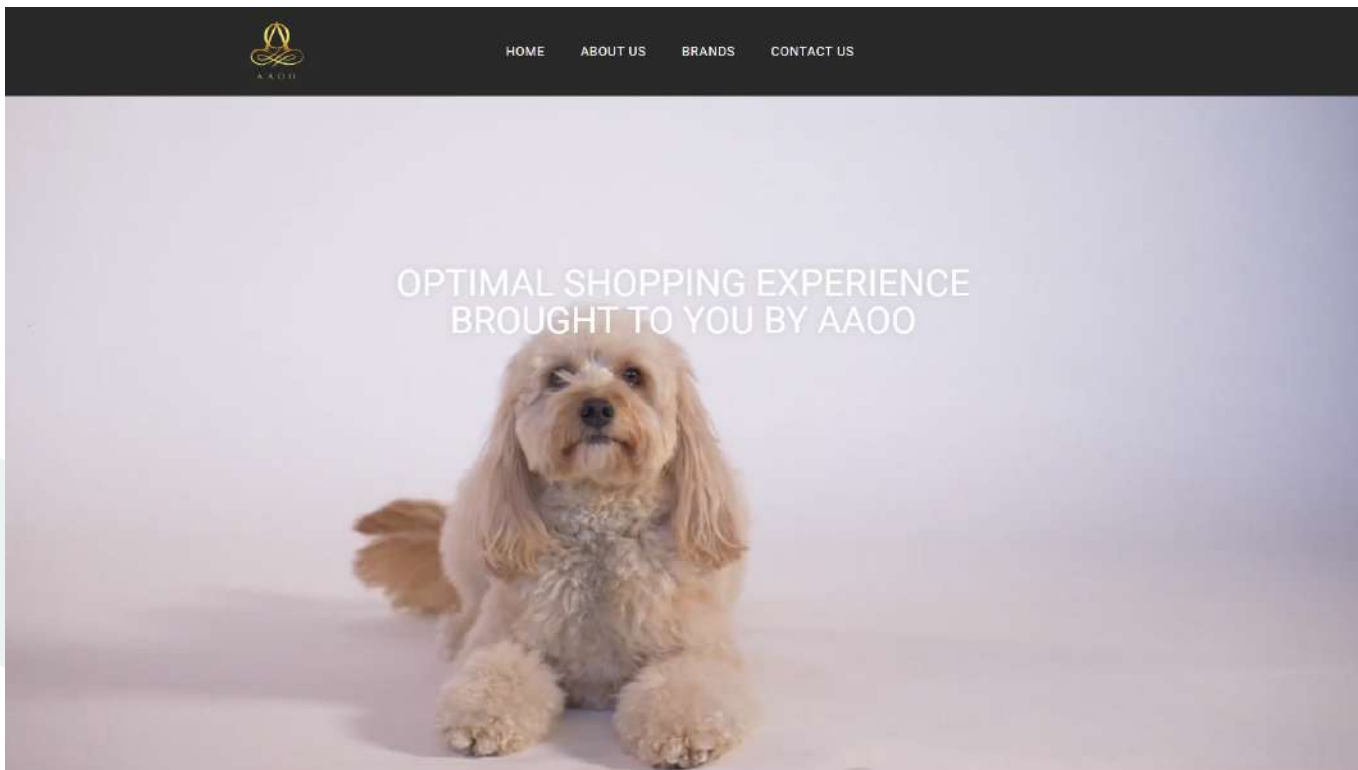 AAOO
HOME
ABOUT US
BRANDS
CONTACT US
OPTIMAL SHOPPING EXPERIENCE
BROUGHT TO YOU BY AAOO